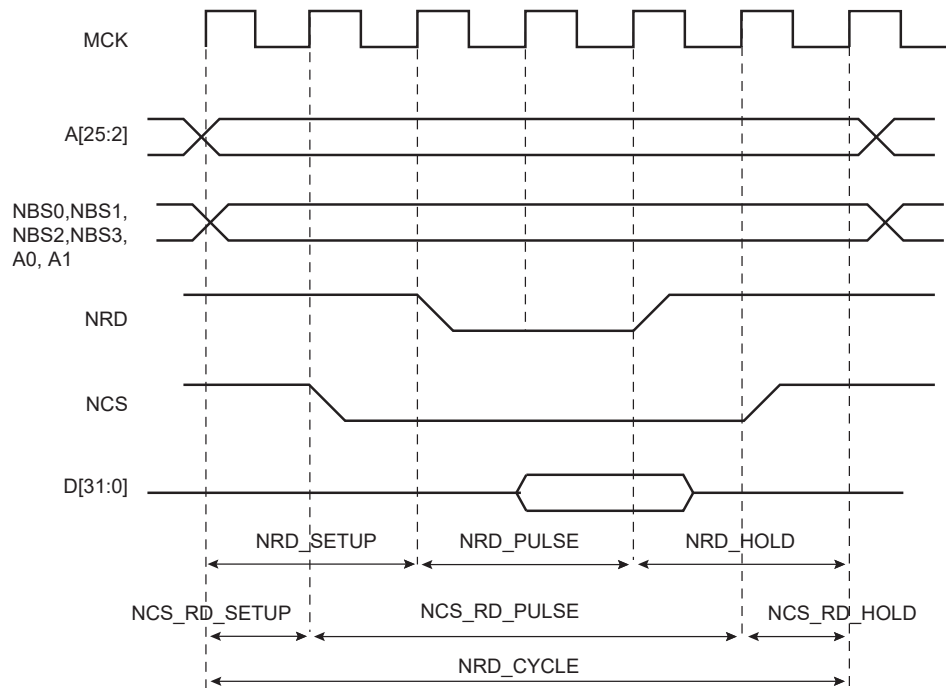 MCK
A[25:2]
NBS0,NBS1,
NBS2,NBS3,
A0, A1
NRD
NCS
D[31:0]
NRD_SETUP NRD_PULSE NRD_HOLD
NCS_RD_SETUP NCS_RD_PULSE NCS_RD_HOLD
NRD_CYCLE